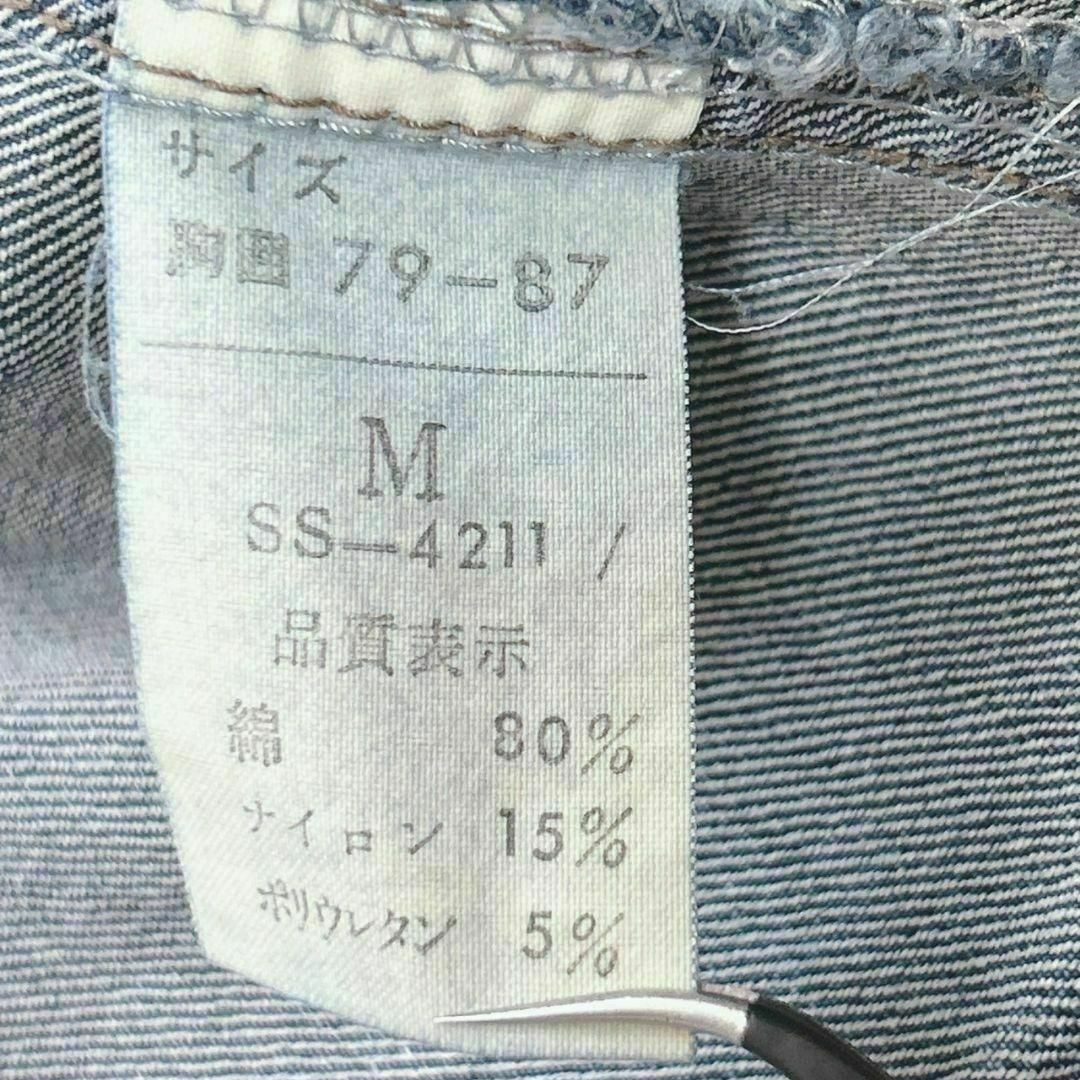 サイズ
胸囲 79-87
M
SS-4211 /
品質表示
綿 80%
ナイロン 15%
ポリウレタン 5%